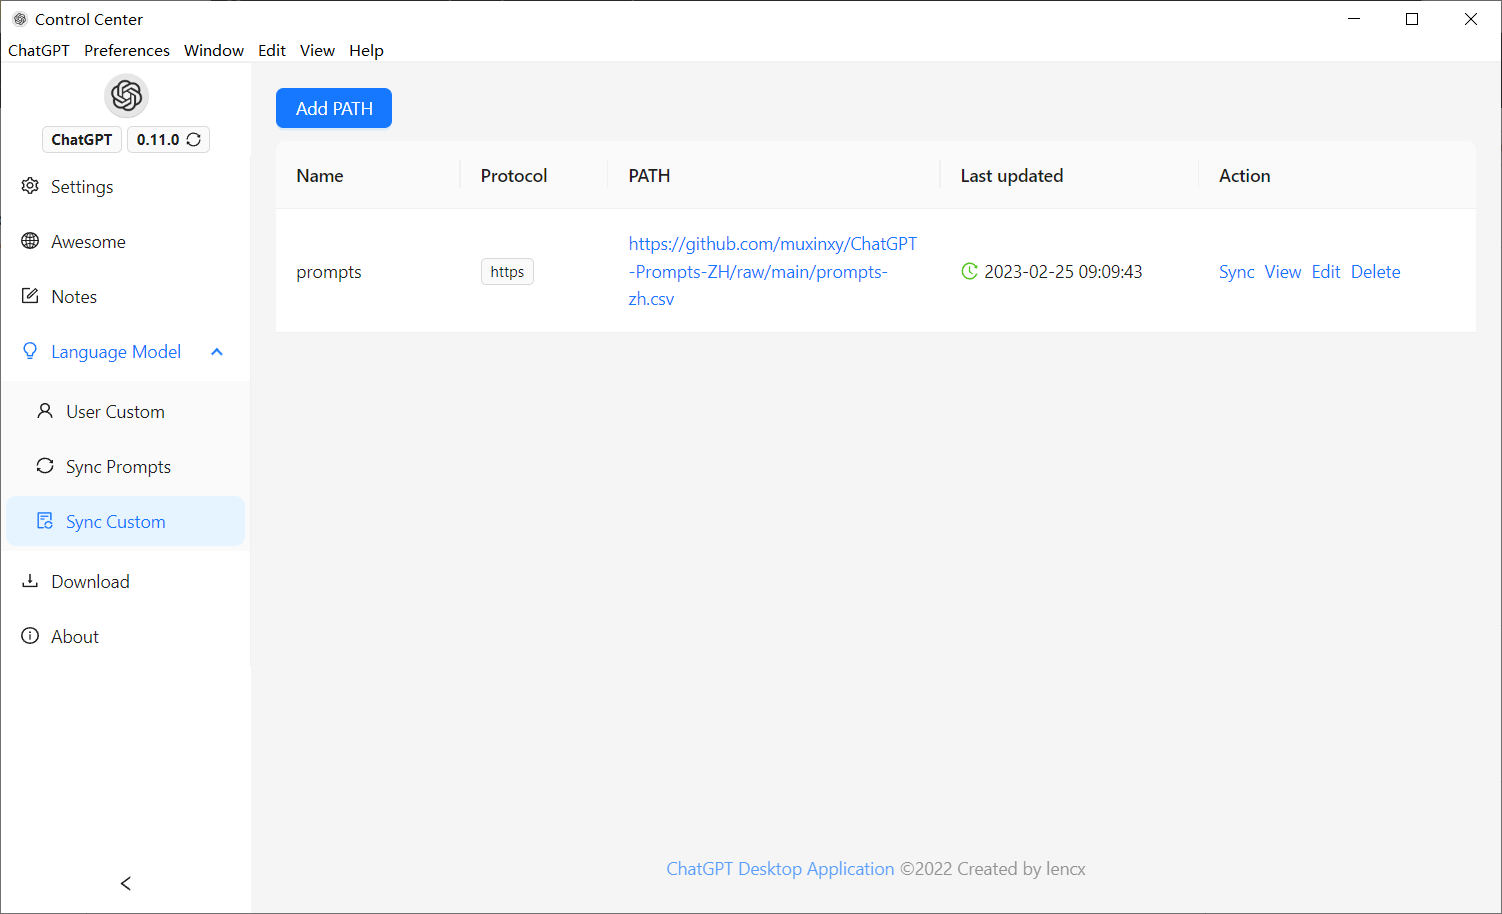 Control Center
ChatGPT Preferences Window Edit View Help
ChatGPT 0.11.0
Settings
Awesome
Notes
Language Model
User Custom
Sync Prompts
Sync Custom
Download
About
Add PATH
Name Protocol PATH Last updated Action
prompts https https://github.com/muxinxy/ChatGPT
-Prompts-ZH/raw/main/prompts-
zh.csv 2023-02-25 09:09:43 Sync View Edit Delete
ChatGPT Desktop Application ©2022 Created by lencx